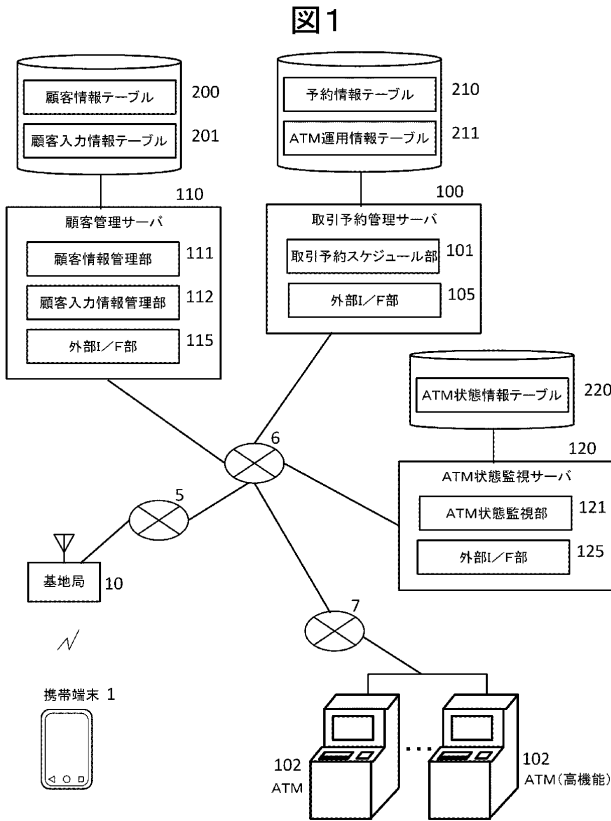 図1
顧客情報テーブル 200
顧客入力情報テーブル 201
予約情報テーブル 210
ATM運用情報テーブル 211
110
顧客管理サーバ
顧客情報管理部 111
顧客入力情報管理部 112
外部I/F部 115
100
取引予約管理サーバ
取引予約スケジュール部 101
外部I/F部 105
ATM状態情報テーブル 220
120
ATM状態監視サーバ
ATM状態監視部 121
外部I/F部 125
6
5
基地局 10
7
携帯端末 1
102
ATM
102
ATM(高機能)